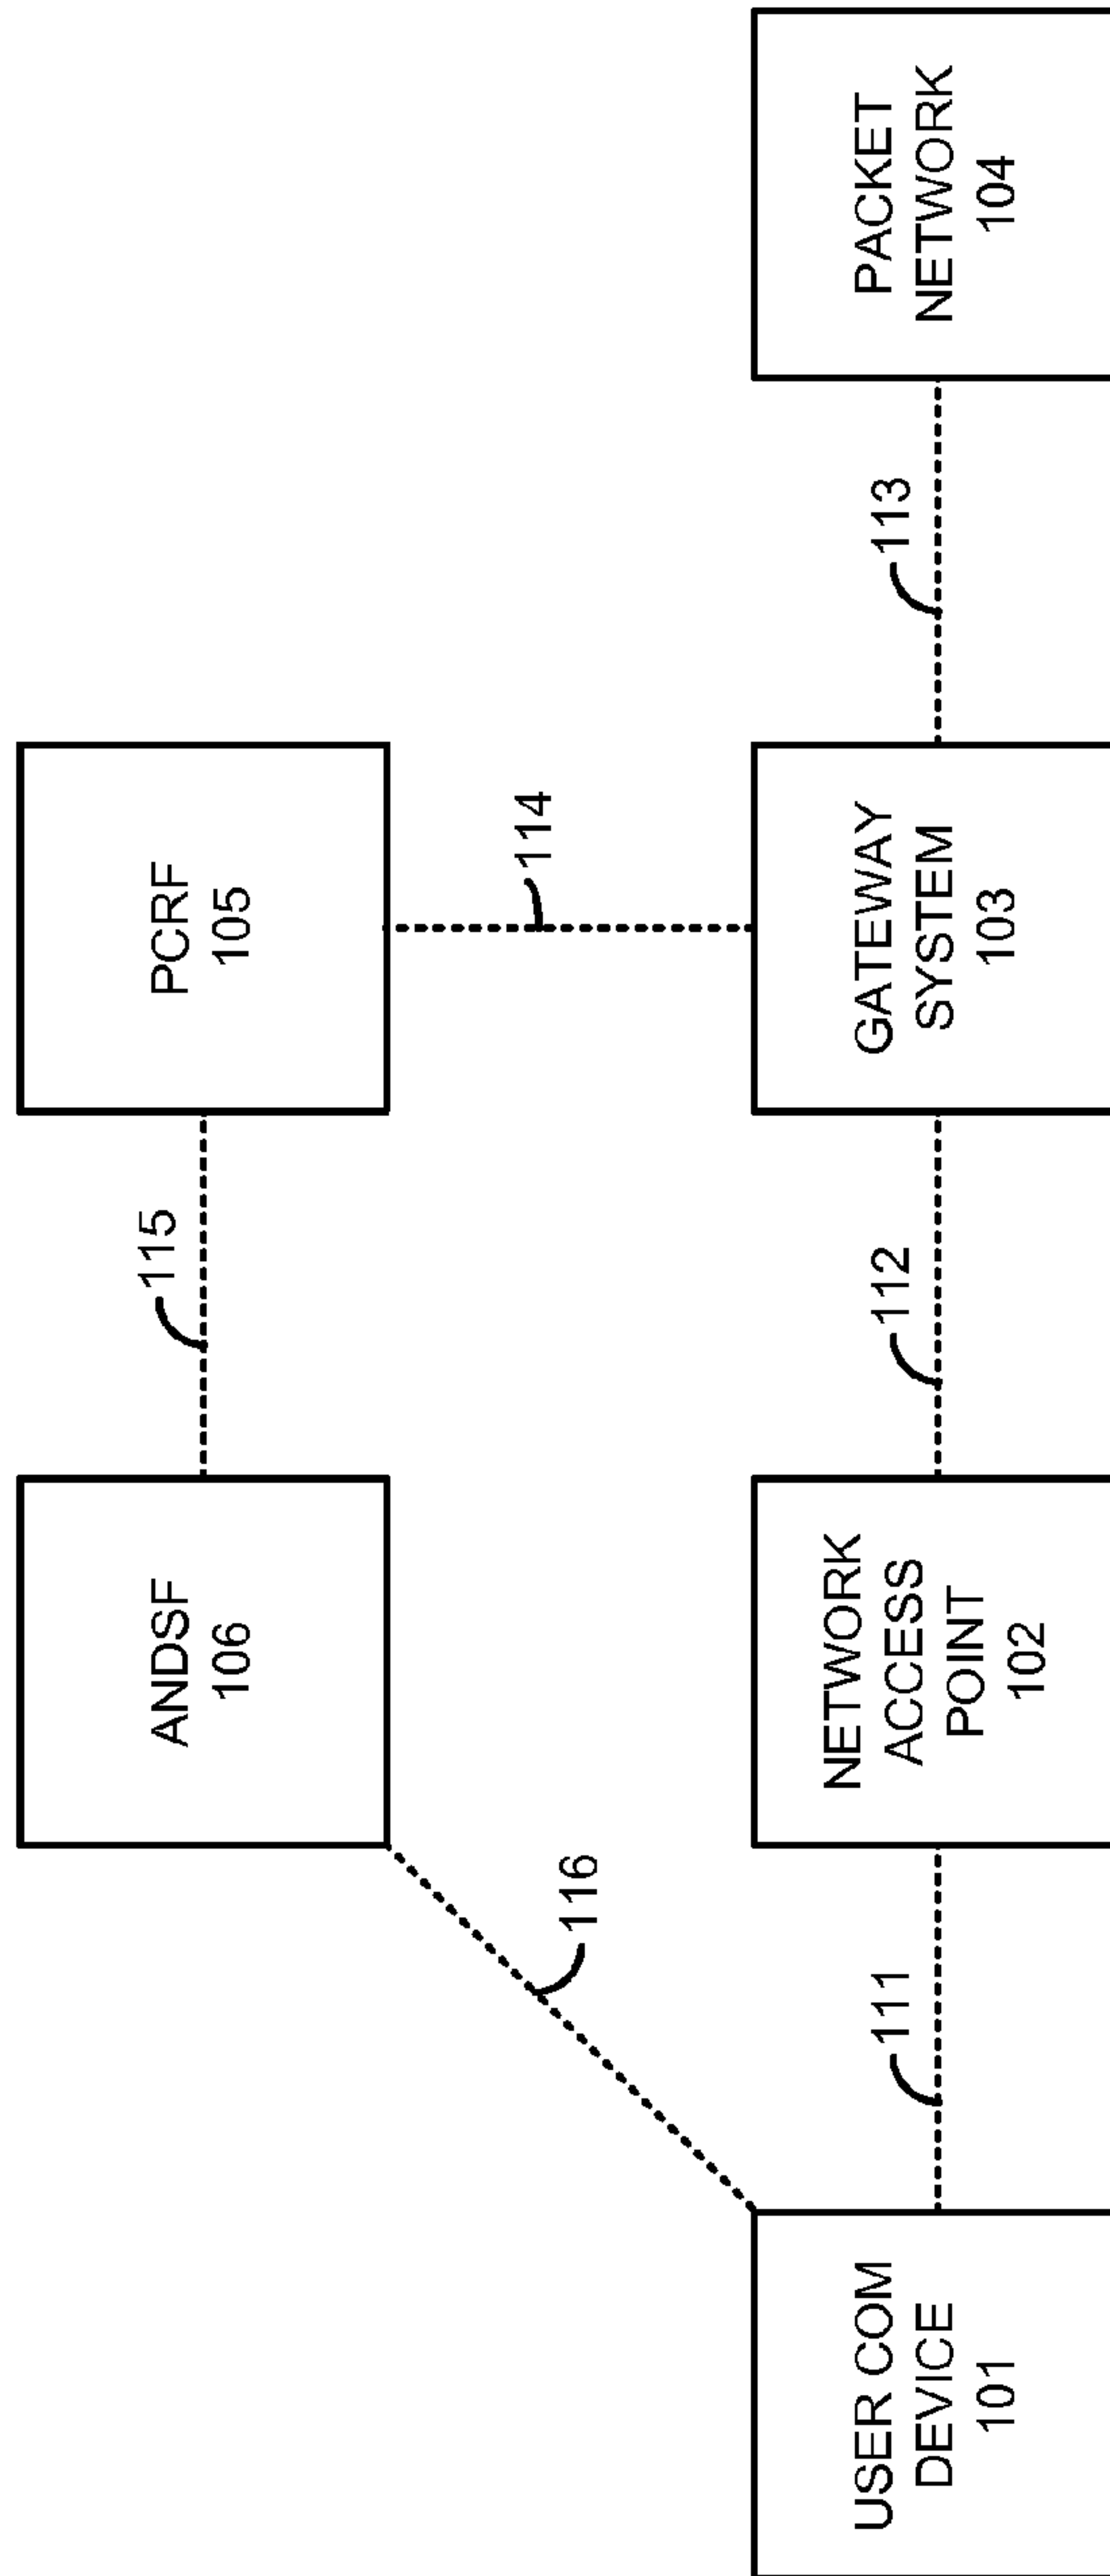 ANDSF
106
115
PCRF
105
116
114
USER COM
DEVICE
101
111
NETWORK
ACCESS
POINT
102
112
GATEWAY
SYSTEM
103
113
PACKET
NETWORK
104